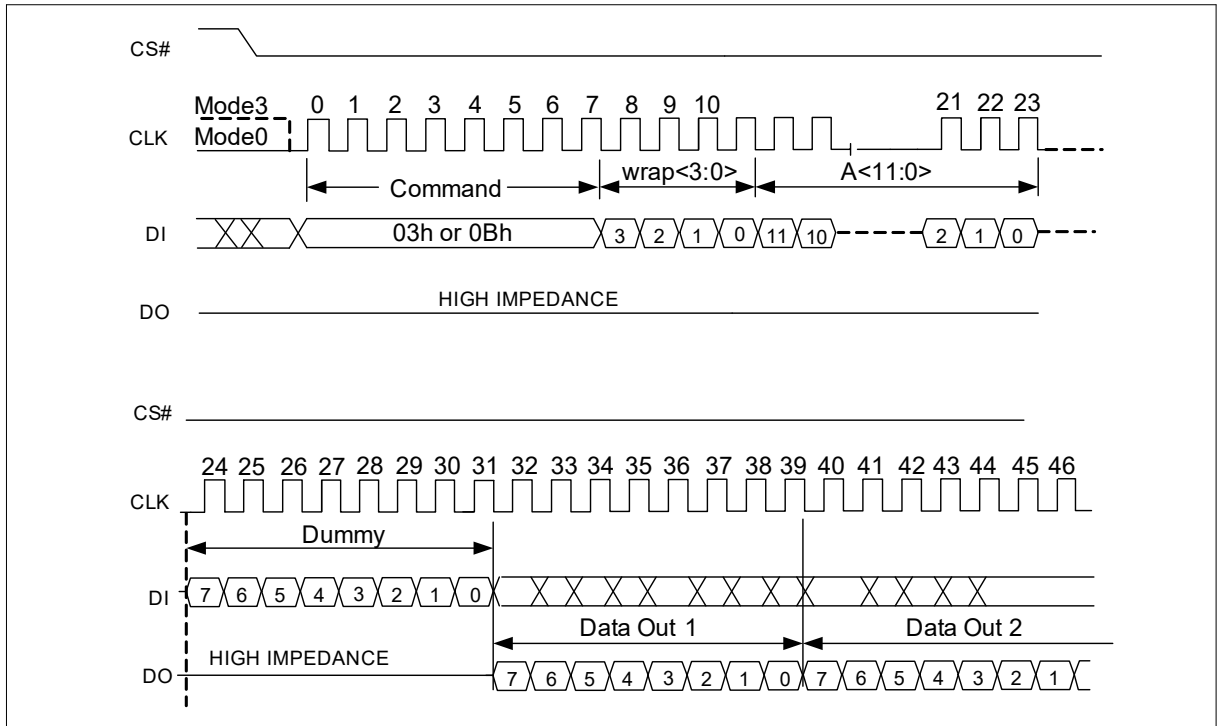 CS#
Mode3 0 1 2 3 4 5 6 7 8 9 10 21 22 23
CLK Mode0
Command wrap<3:0> A<11:0>
DI 03h or 0Bh 3 2 1 0 11 10 2 1 0
HIGH IMPEDANCE
DO
CS#
24 25 26 27 28 29 30 31 32 33 34 35 36 37 38 39 40 41 42 43 44 45 46
CLK
Dummy
DI 7 6 5 4 3 2 1 0
Data Out 1 Data Out 2
HIGH IMPEDANCE
DO 7 6 5 4 3 2 1 0 7 6 5 4 3 2 1